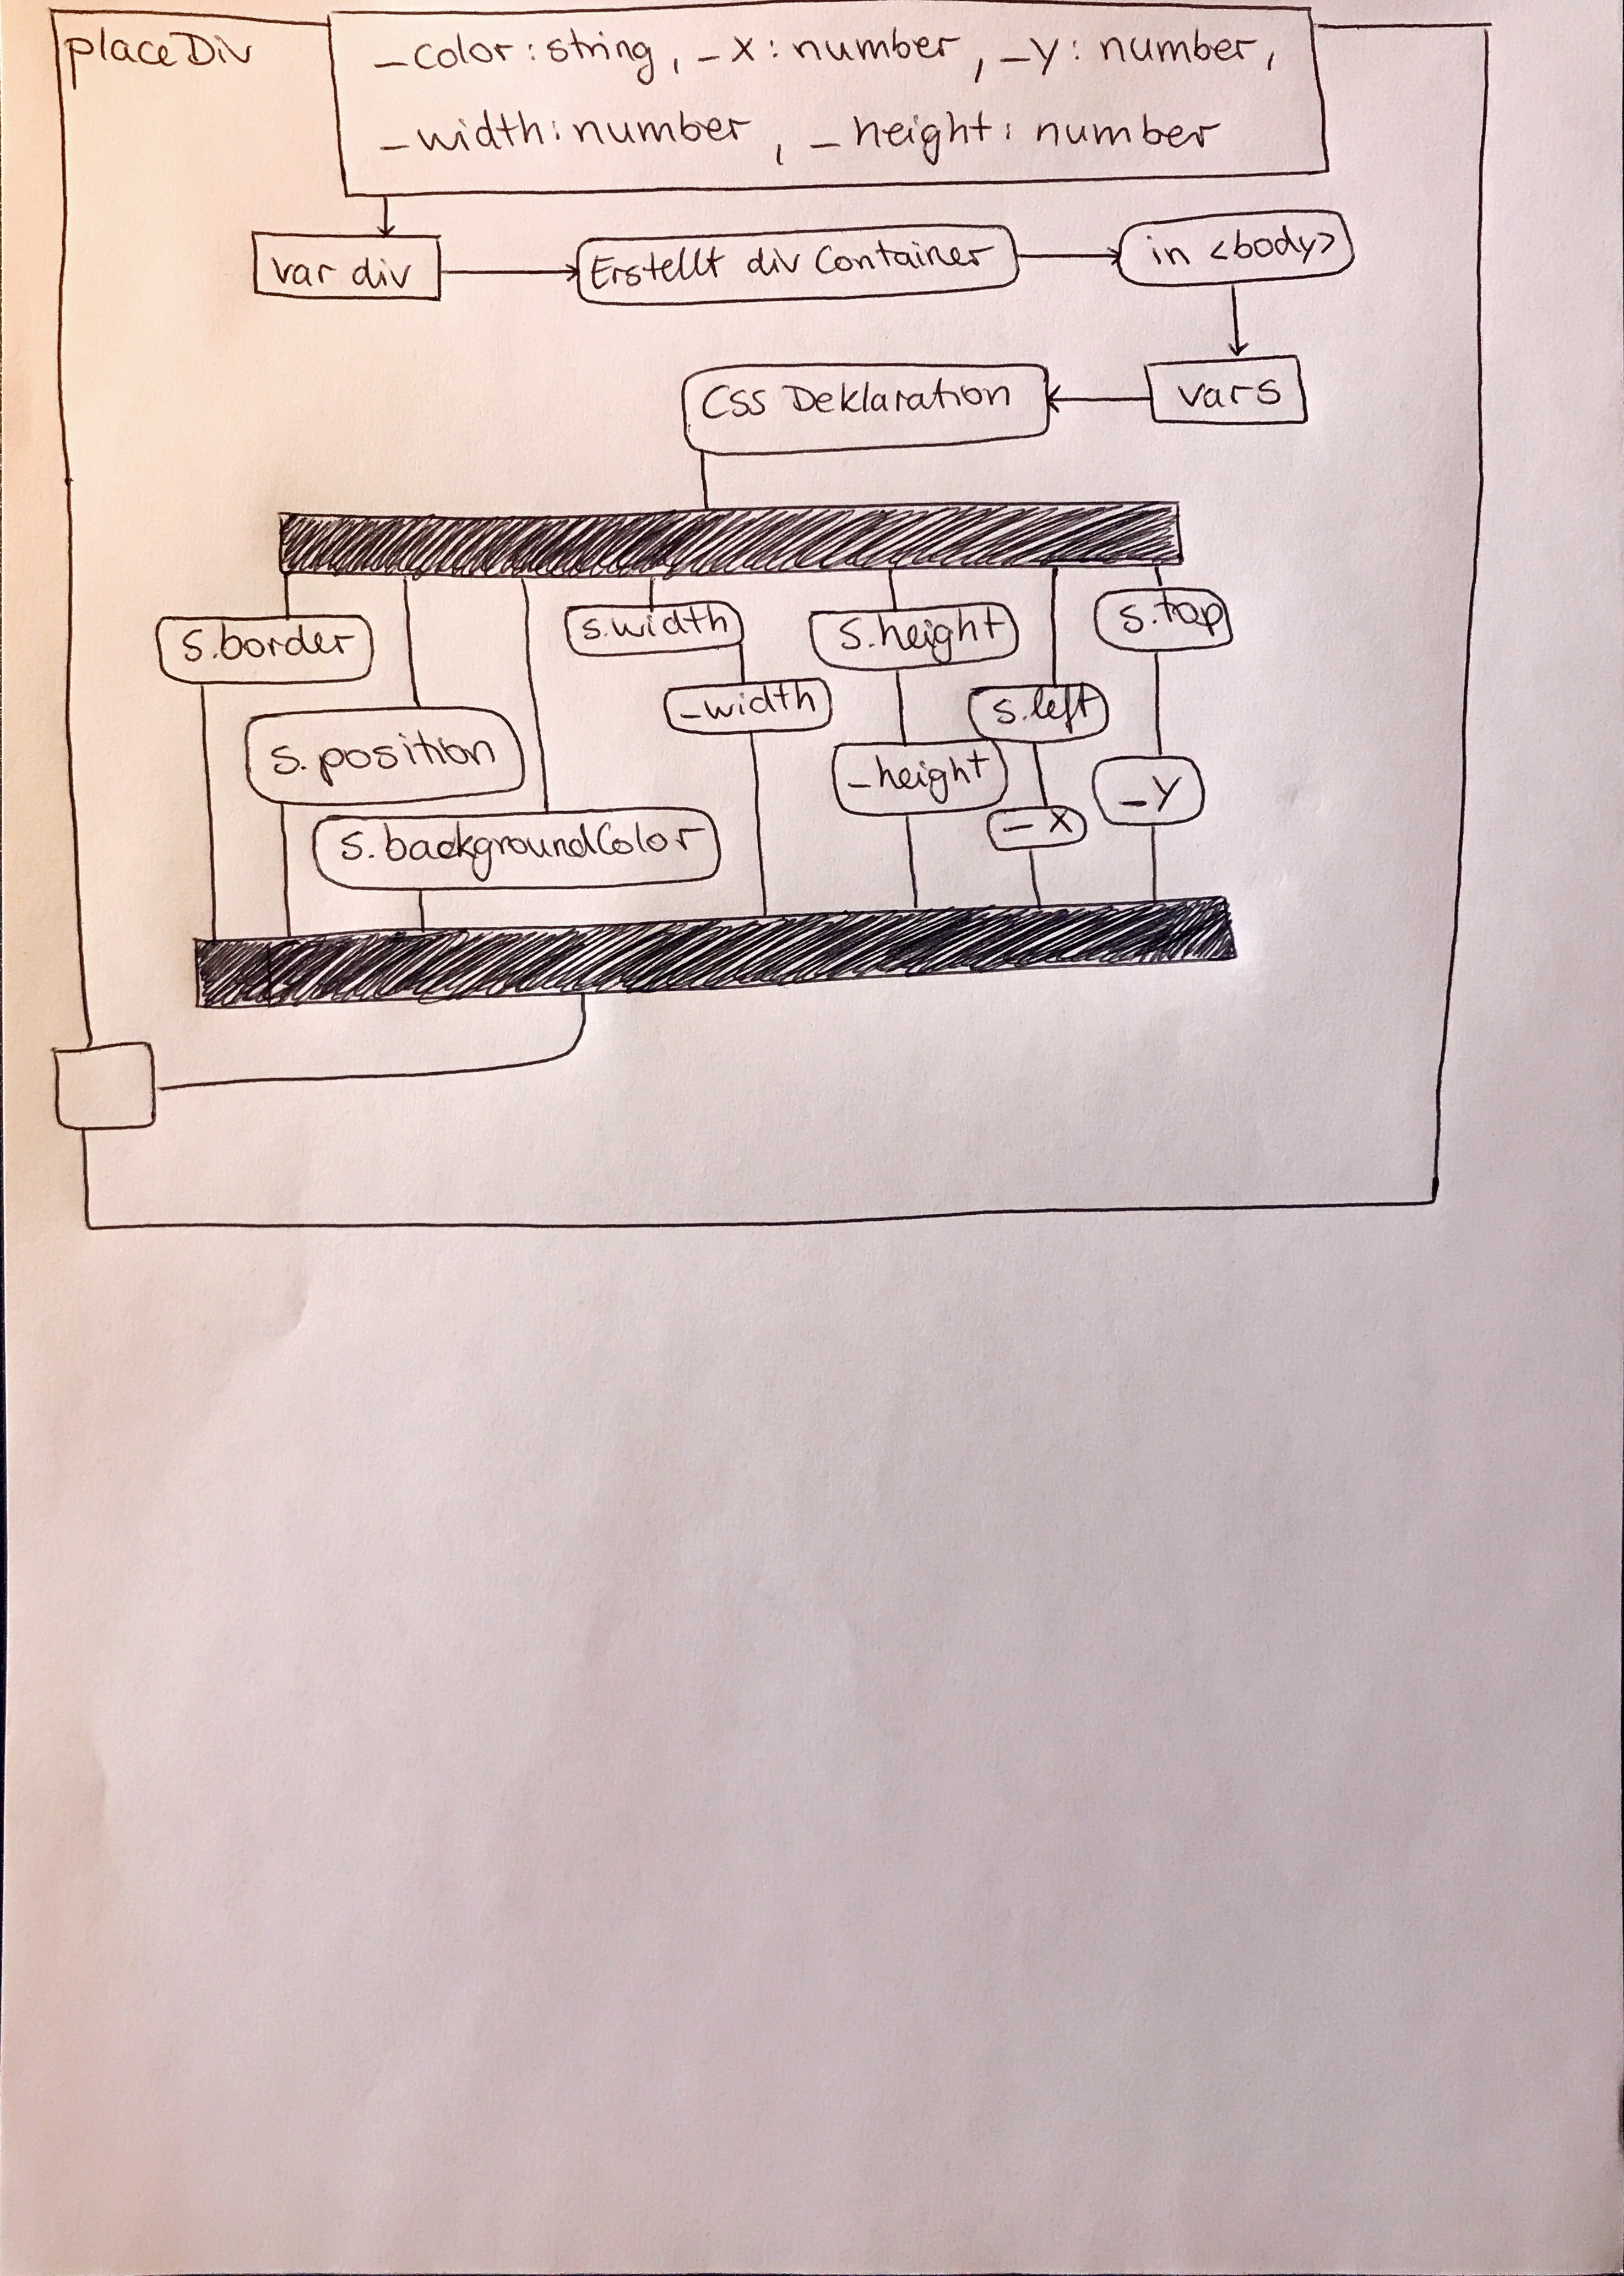 placeDiv
_color: string, _x: number, _y: number,
_width: number, _height: number
var div
Erstellt div Container
in <body>
var s
CSS Deklaration
s.border
s.width
s.height
s.top
s.position
_width
s.left
_height
_y
s.backgroundColor
_x